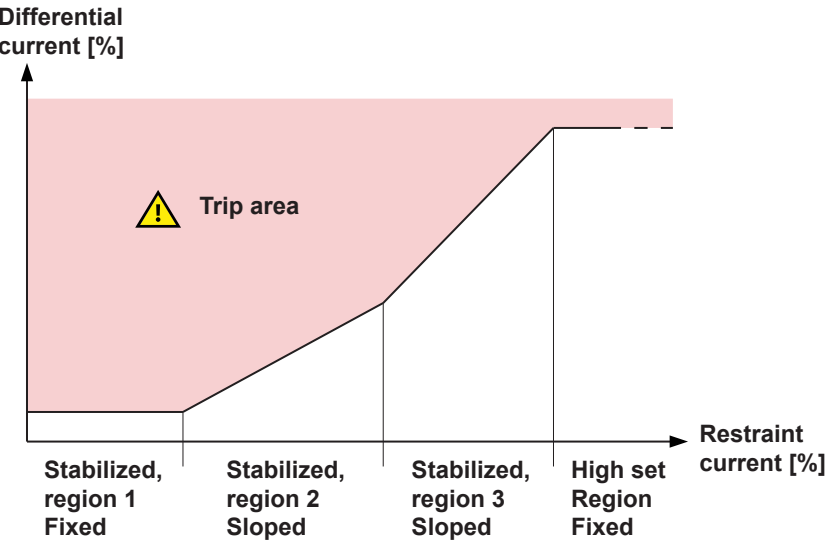 Differential
current [%]
!
Trip area
Restraint
current [%]
Stabilized,
region 1
Fixed
Stabilized,
region 2
Sloped
Stabilized,
region 3
Sloped
High set
Region
Fixed